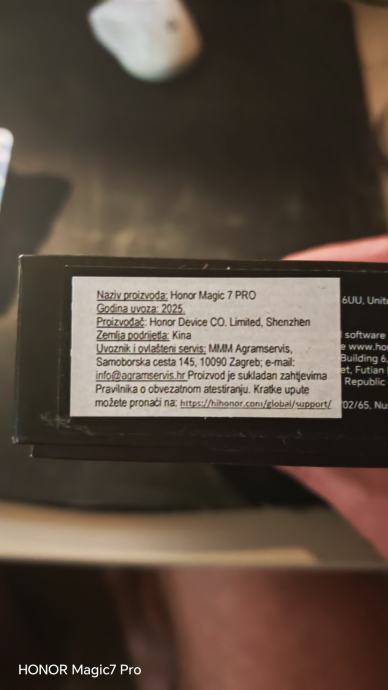 Naziv proizvoda: Honor Magic 7 PRO
Godina uvoza: 2025.
Proizvođač: Honor Device CO. Limited, Shenzhen
Zemlja podrijetla: Kina
Uvoznik i ovlašteni servis: MMM Agramservis,
Samoborska cesta 145, 10090 Zagreb; e-mail:
info@agramservis.hr Proizvod je sukladan zahtjevima
Pravilnika o obvezatnom atestiranju. Kratke upute
možete pronaći na: https://hihonor.com/global/support/
6UU, Unit
software
www.hon
Building 6,
et, Futian
Republic
02/65, Nu
HONOR Magic7 Pro